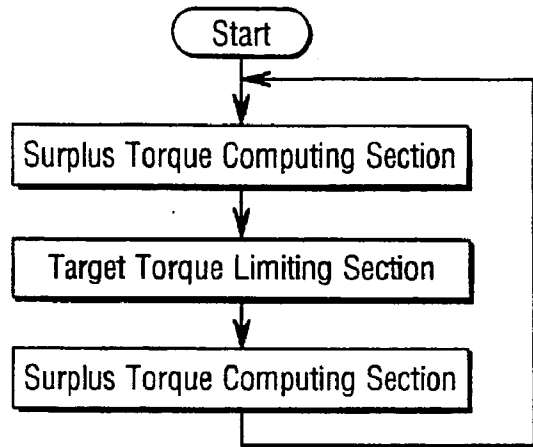 Start
Surplus Torque Computing Section
Target Torque Limiting Section
Surplus Torque Computing Section